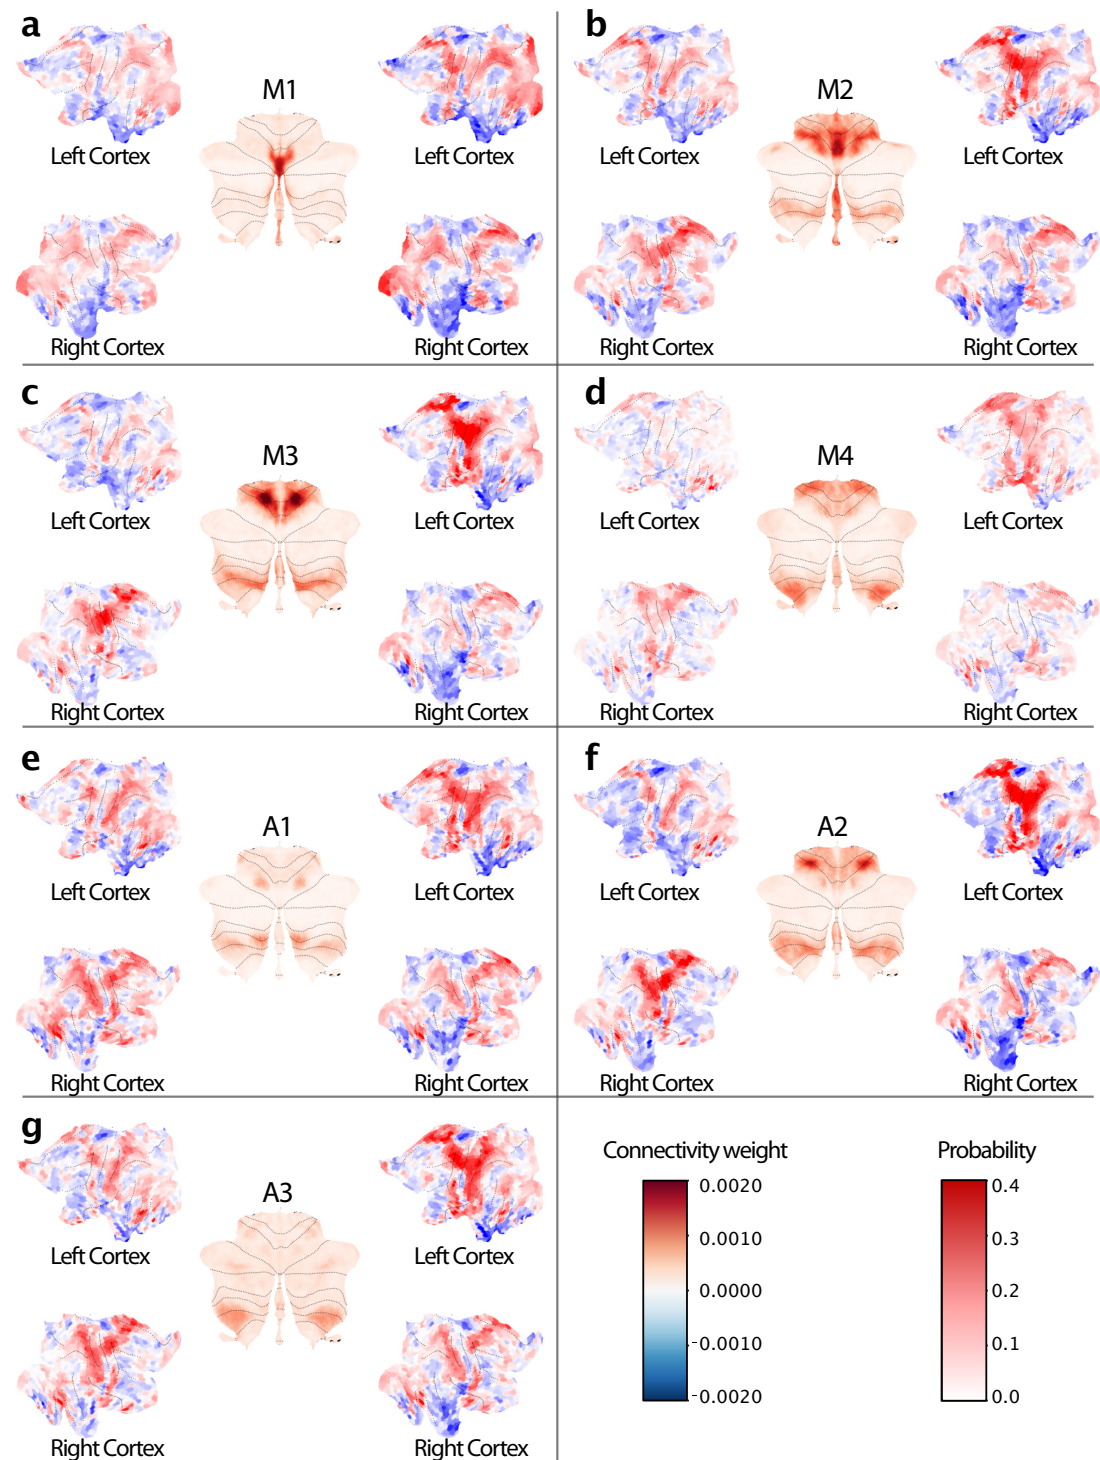 a
b
M1
M2
Left Cortex
Left Cortex
Left Cortex
Left Cortex
Right Cortex
Right Cortex
Right Cortex
Right Cortex
c
d
M3
M4
Left Cortex
Left Cortex
Left Cortex
Left Cortex
Right Cortex
Right Cortex
Right Cortex
Right Cortex
e
f
A1
A2
Left Cortex
Left Cortex
Left Cortex
Left Cortex
Right Cortex
Right Cortex
Right Cortex
Right Cortex
g
A3
Left Cortex
Left Cortex
Right Cortex
Right Cortex
Connectivity weight
0.0020
0.0010
0.0000
-0.0010
-0.0020
Probability
0.4
0.3
0.2
0.1
0.0